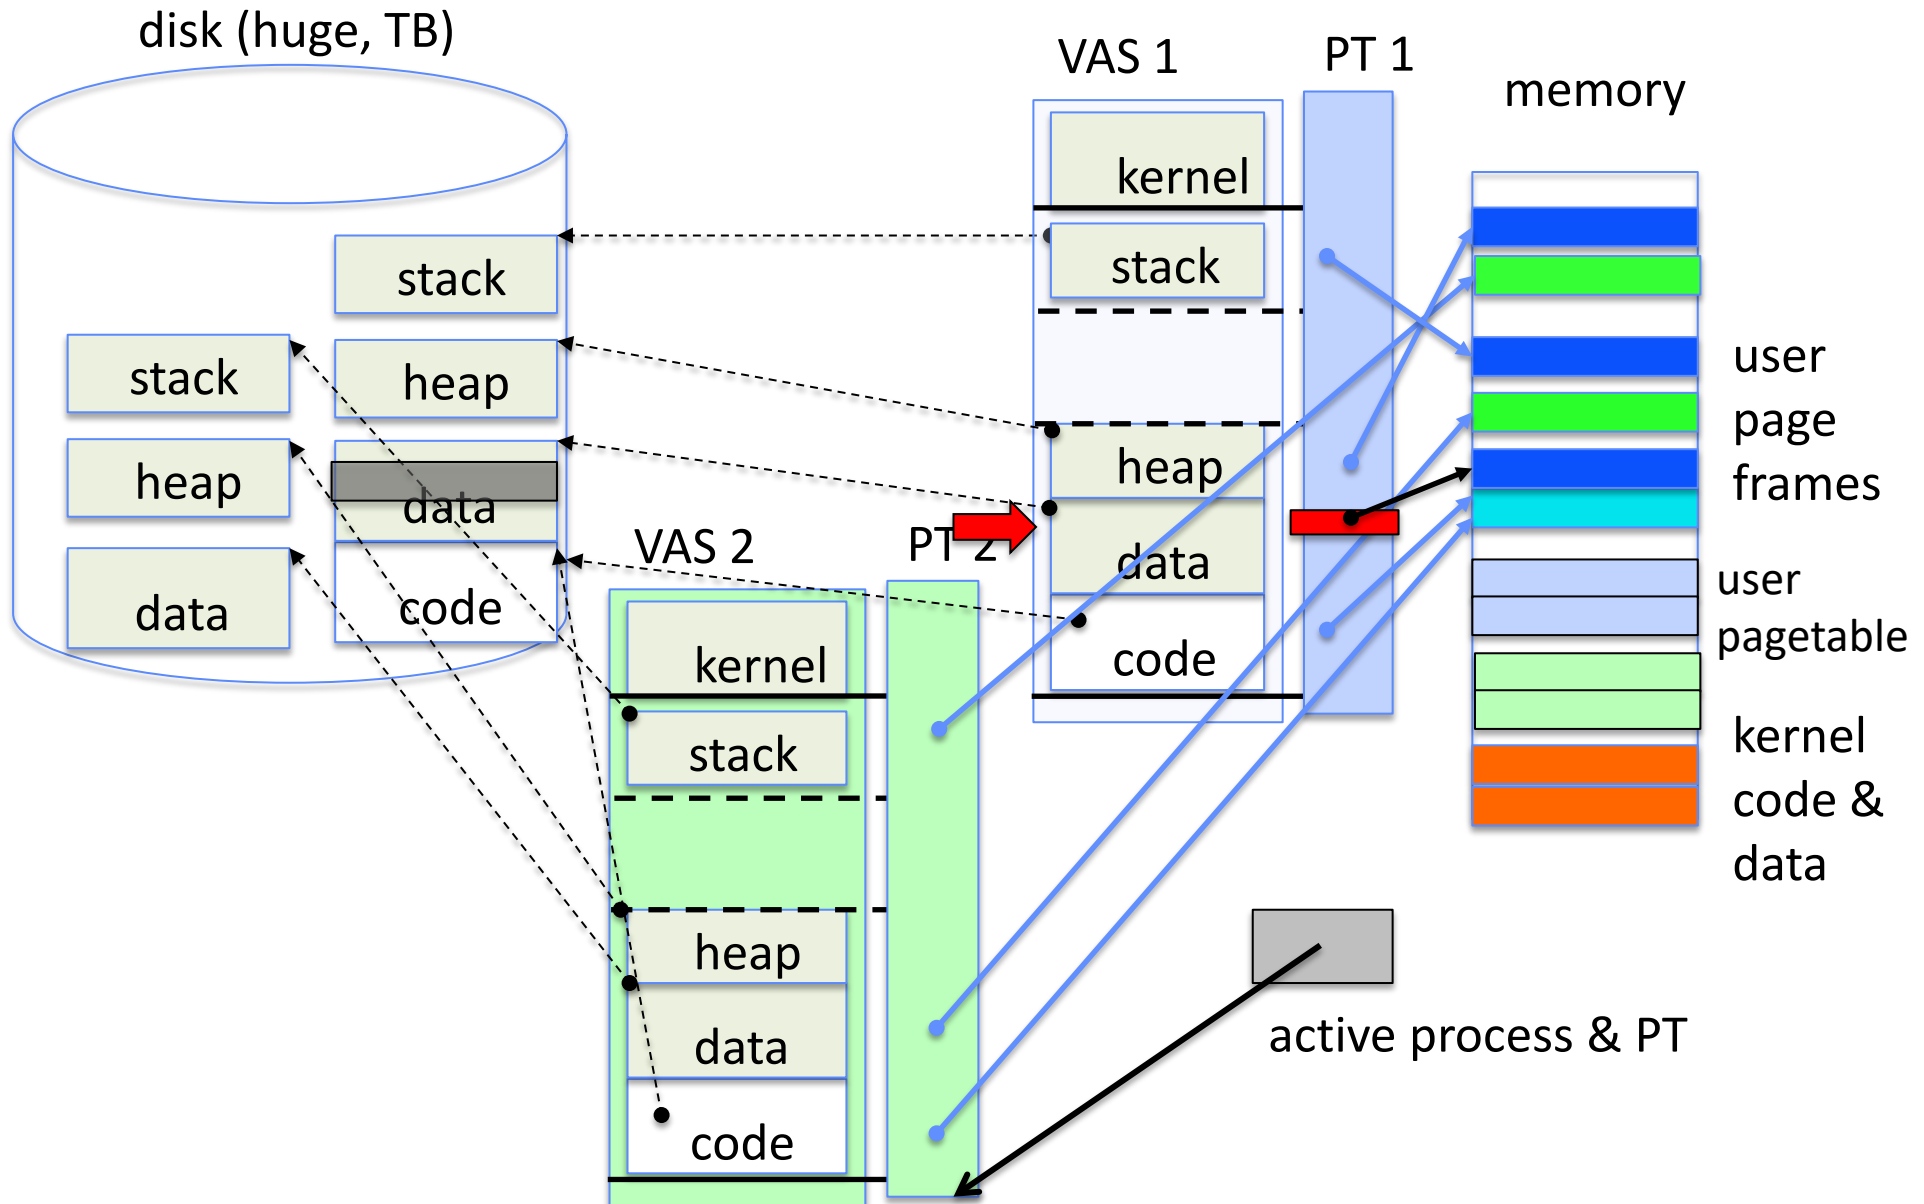 disk (huge, TB)
VAS 1
PT 1
memory
kernel
stack
heap
data
code
stack
heap
data
code
stack
heap
data
VAS 2
PT 2
kernel
stack
heap
data
code
user
page
frames
user
pagetable
kernel
code &
data
active process & PT